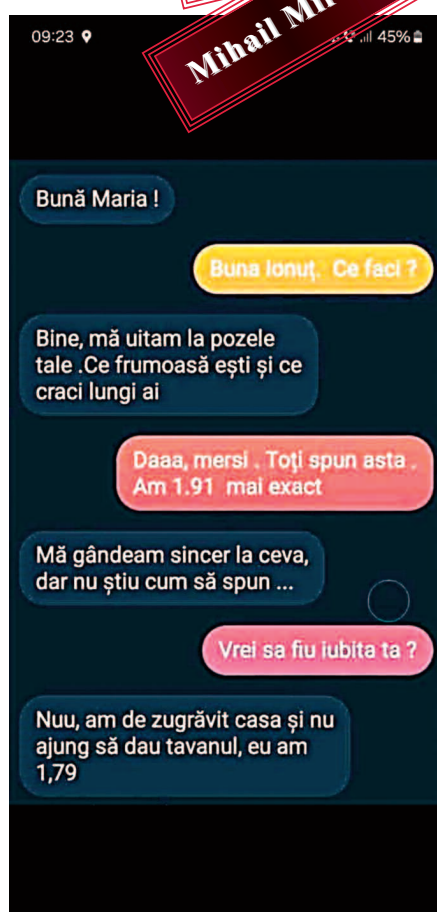 09:23
45%
Mihail
Bună Maria !
Buna Ionuţ. Ce faci ?
Bine, mă uitam la pozele
tale .Ce frumoasă ești și ce
craci lungi ai
Daaa, mersi . Toţi spun asta .
Am 1.91 mai exact
Mă gândeam sincer la ceva,
dar nu știu cum să spun ...
Vrei sa fiu iubita ta ?
Nuu, am de zugrăvit casa și nu
ajung să dau tavanul, eu am
1,79